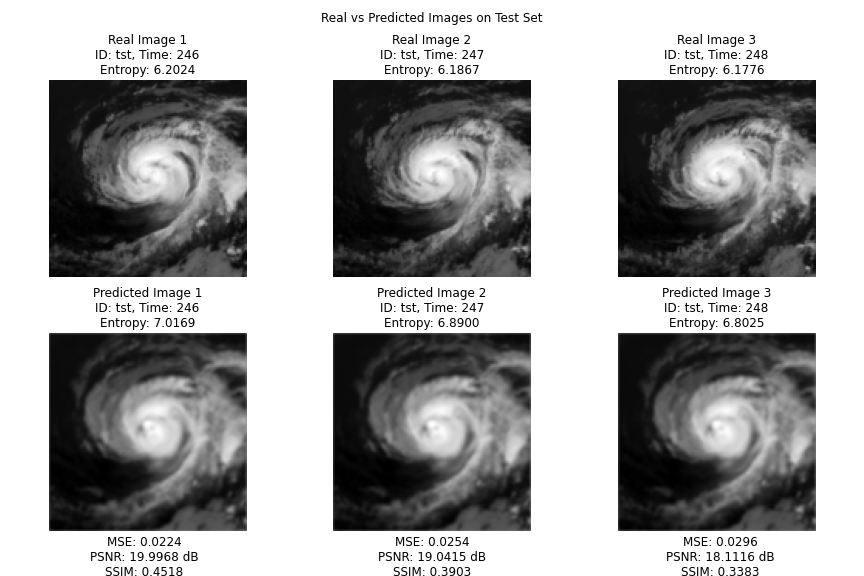 Real vs Predicted Images on Test Set
Real Image 1
ID: tst, Time: 246
Entropy: 6.2024
Real Image 2
ID: tst, Time: 247
Entropy: 6.1867
Real Image 3
ID: tst, Time: 248
Entropy: 6.1776
Predicted Image 1
ID: tst, Time: 246
Entropy: 7.0169
Predicted Image 2
ID: tst, Time: 247
Entropy: 6.8900
Predicted Image 3
ID: tst, Time: 248
Entropy: 6.8025
MSE: 0.0224
PSNR: 19.9968 dB
SSIM: 0.4518
MSE: 0.0254
PSNR: 19.0415 dB
SSIM: 0.3903
MSE: 0.0296
PSNR: 18.1116 dB
SSIM: 0.3383